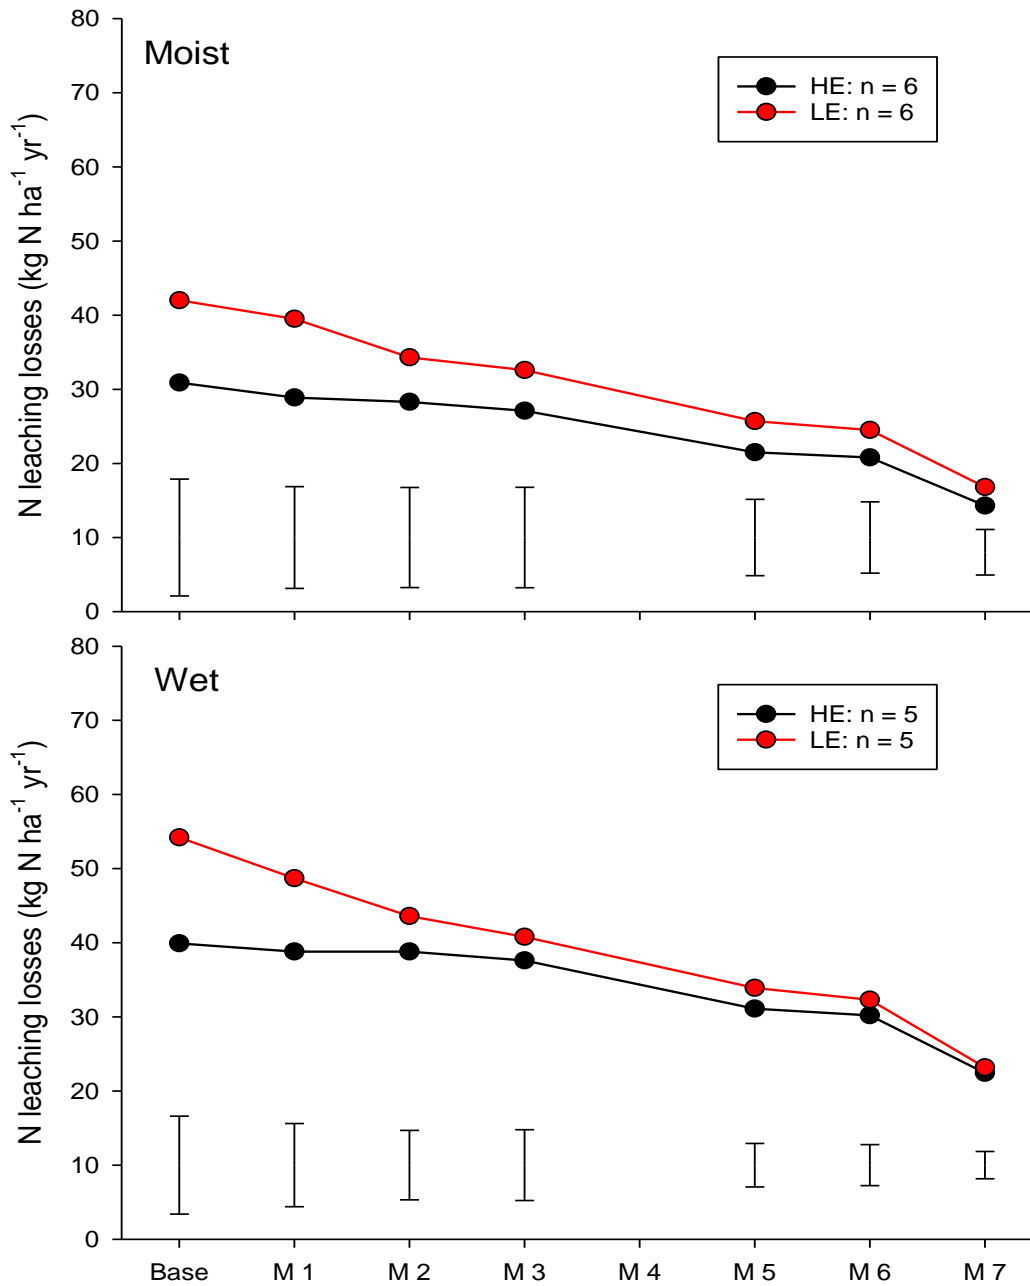 80
Moist
70
HE: n = 6
LE: n = 6
60
50
40
30
20
10
0
N leaching losses (kg N ha⁻¹ yr⁻¹)
80
Wet
70
HE: n = 5
LE: n = 5
60
50
40
30
20
10
0
N leaching losses (kg N ha⁻¹ yr⁻¹)
Base M 1 M 2 M 3 M 4 M 5 M 6 M 7